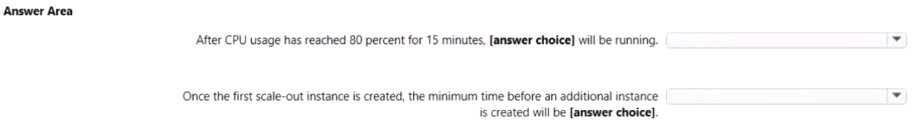 Answer Area
After CPU usage has reached 80 percent for 15 minutes, [answer choice] will be running.
Once the first scale-out instance is created, the minimum time before an additional instance
is created will be [answer choice].